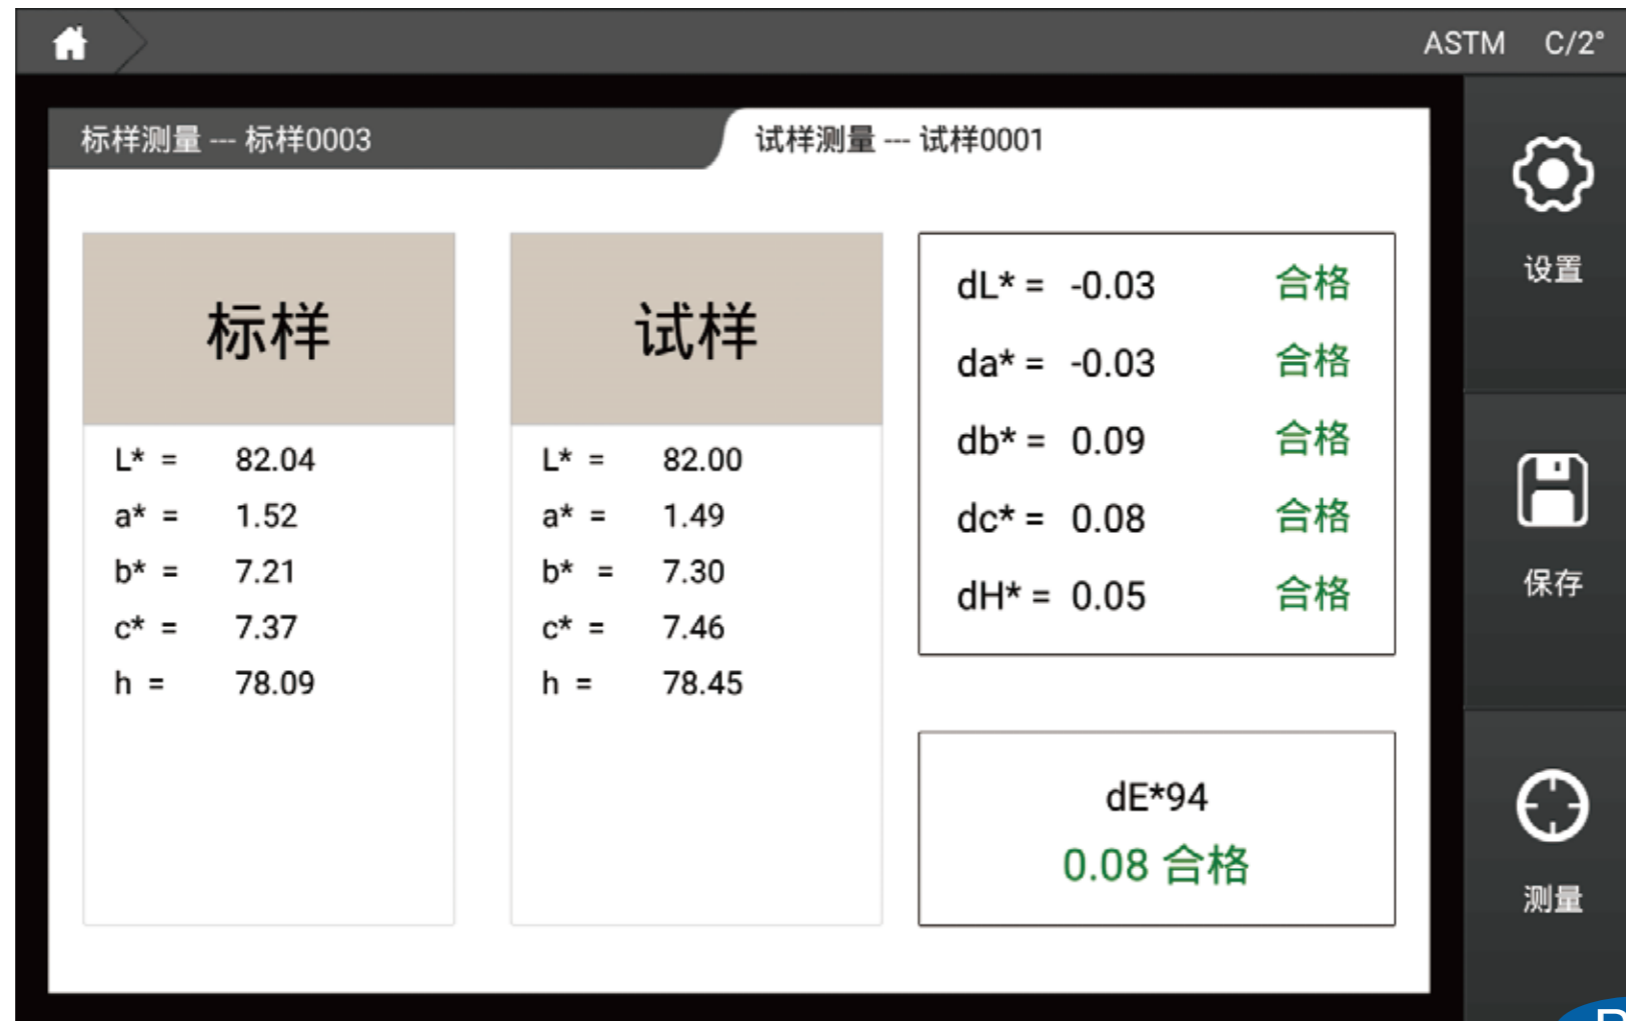 ASTM C/2°
标样测量 --- 标样0003
试样测量 --- 试样0001
标样
L* = 82.04
a* = 1.52
b* = 7.21
c* = 7.37
h = 78.09
试样
L* = 82.00
a* = 1.49
b* = 7.30
c* = 7.46
h = 78.45
dL* = -0.03 合格
da* = -0.03 合格
db* = 0.09 合格
dc* = 0.08 合格
dH* = 0.05 合格
dE*94
0.08 合格
设置
保存
测量